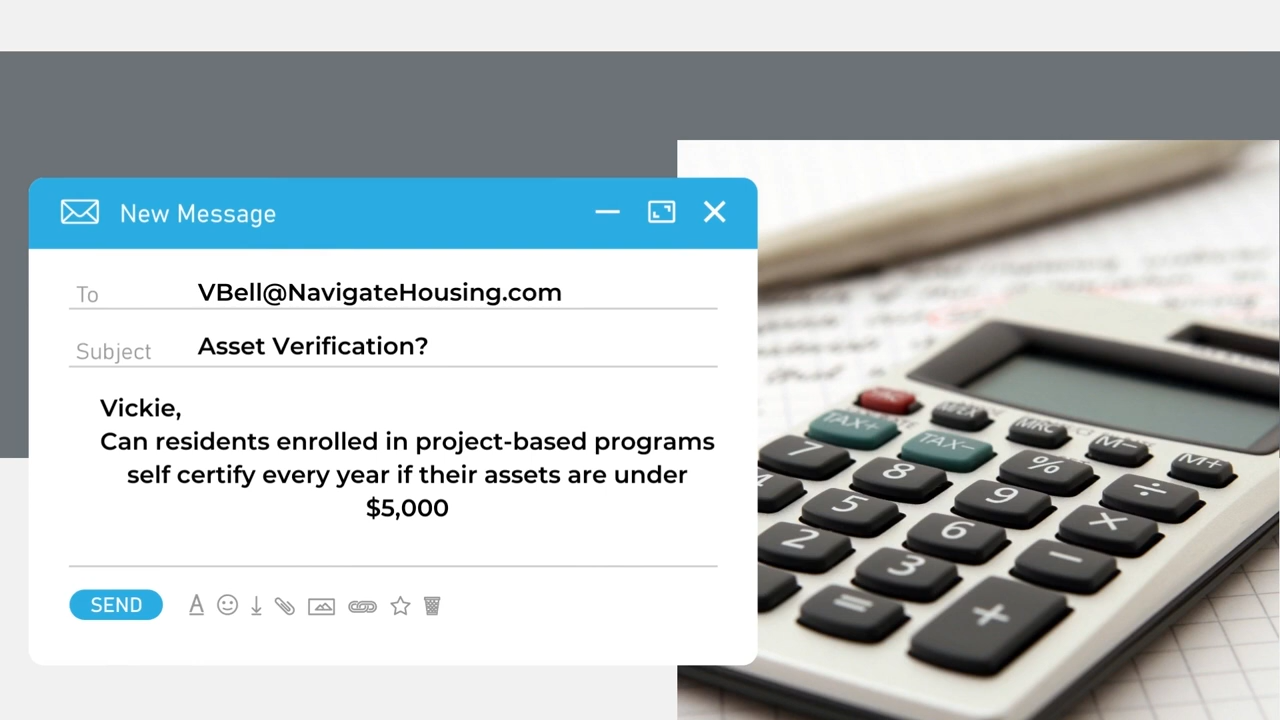 New Message
To VBell@NavigateHousing.com
Subject Asset Verification?
Vickie,
Can residents enrolled in project-based programs
self certify every year if their assets are under
$5,000
SEND
TAX+ TAX− MRC M− M+
7 8 9 % ÷
4 5 6 ×
2 3 −
= +